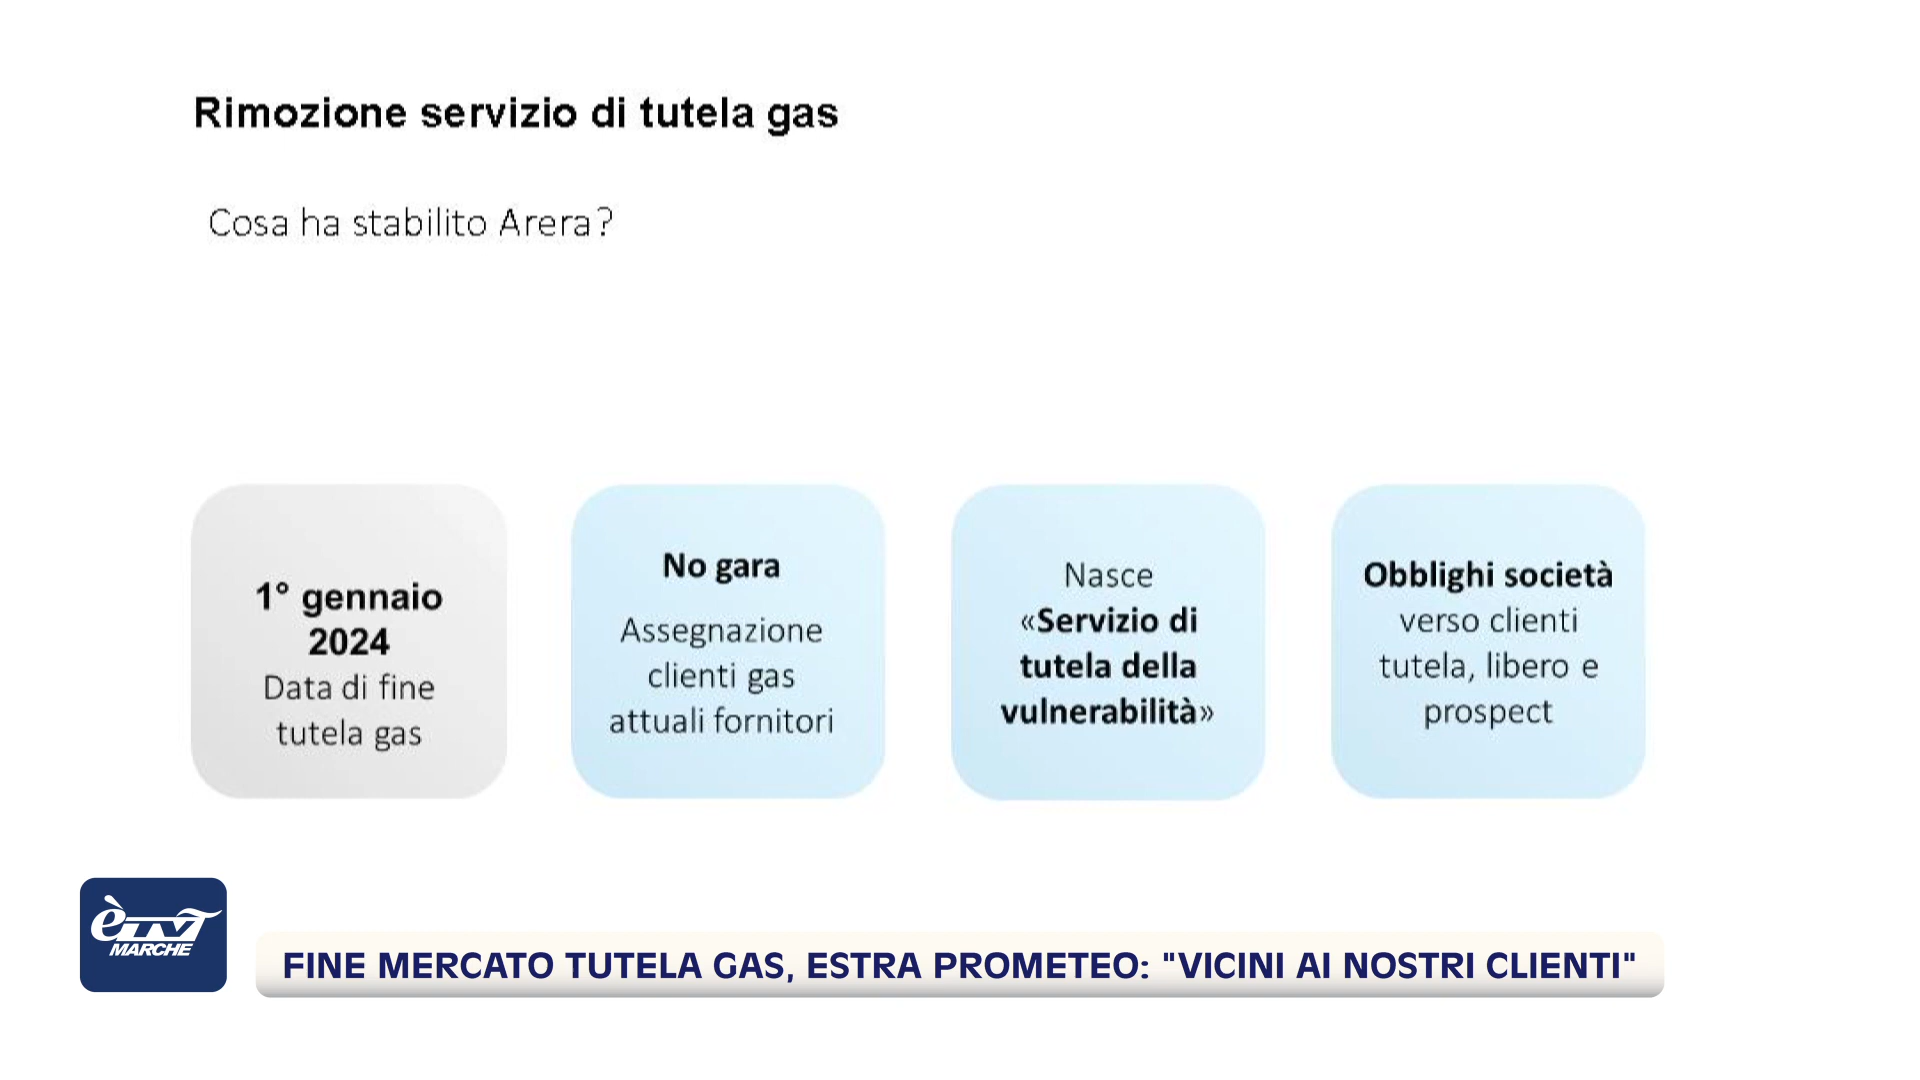 Rimozione servizio di tutela gas
Cosa ha stabilito Arera?
1° gennaio
2024
Data di fine
tutela gas
No gara
Assegnazione
clienti gas
attuali fornitori
Nasce
«Servizio di
tutela della
vulnerabilità»
Obblighi società
verso clienti
tutela, libero e
prospect
èTV
MARCHE
FINE MERCATO TUTELA GAS, ESTRA PROMETEO: "VICINI AI NOSTRI CLIENTI"